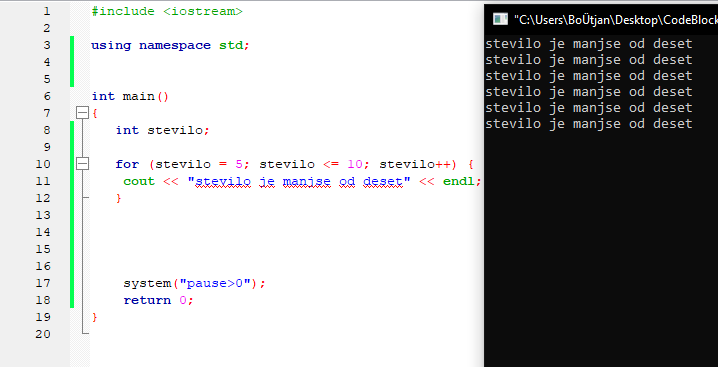 1 #include <iostream>
2
3 using namespace std;
4
5
6 int main()
7 {
8 int stevilo;
9
10 for (stevilo = 5; stevilo <= 10; stevilo++) {
11 cout << "stevilo je manjse od deset" << endl;
12 }
13
14
15
16
17 system("pause>0");
18 return 0;
19 }
20
"C:\Users\BoÜtjan\Desktop\CodeBlock
stevilo je manjse od deset
stevilo je manjse od deset
stevilo je manjse od deset
stevilo je manjse od deset
stevilo je manjse od deset
stevilo je manjse od deset